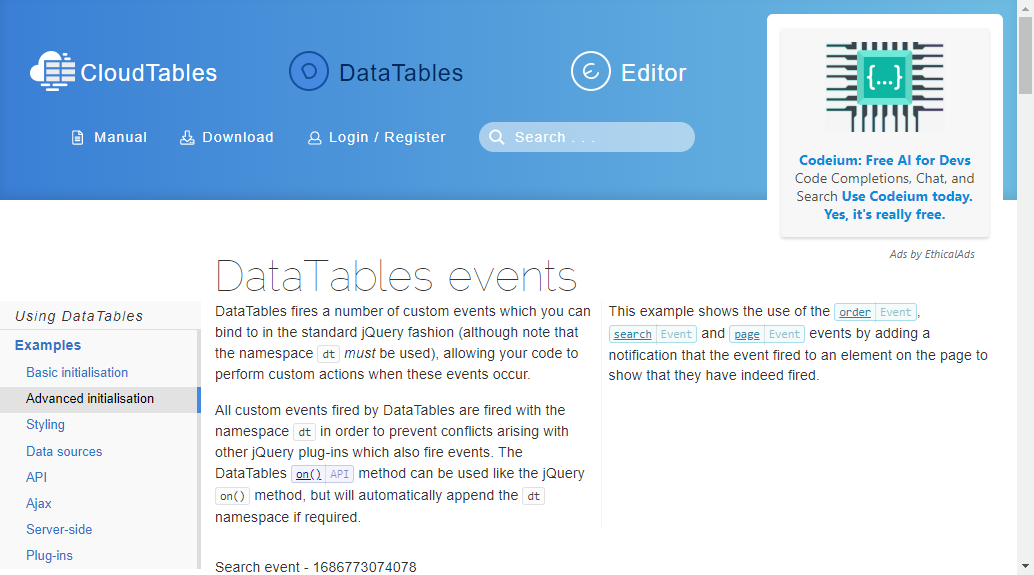 CloudTables
DataTables
Editor
Manual
Download
Login / Register
Search . . .
{...}
Codeium: Free AI for Devs
Code Completions, Chat, and
Search Use Codeium today.
Yes, it's really free.
Ads by EthicalAds
DataTables events
Using DataTables
Examples
Basic initialisation
Advanced initialisation
Styling
Data sources
API
Ajax
Server-side
Plug-ins
DataTables fires a number of custom events which you can
bind to in the standard jQuery fashion (although note that
the namespace dt must be used), allowing your code to
perform custom actions when these events occur.
All custom events fired by DataTables are fired with the
namespace dt in order to prevent conflicts arising with
other jQuery plug-ins which also fire events. The
DataTables on() API method can be used like the jQuery
on() method, but will automatically append the dt
namespace if required.
This example shows the use of the order Event,
search Event and page Event events by adding a
notification that the event fired to an element on the page to
show that they have indeed fired.
Search event - 1686773074078